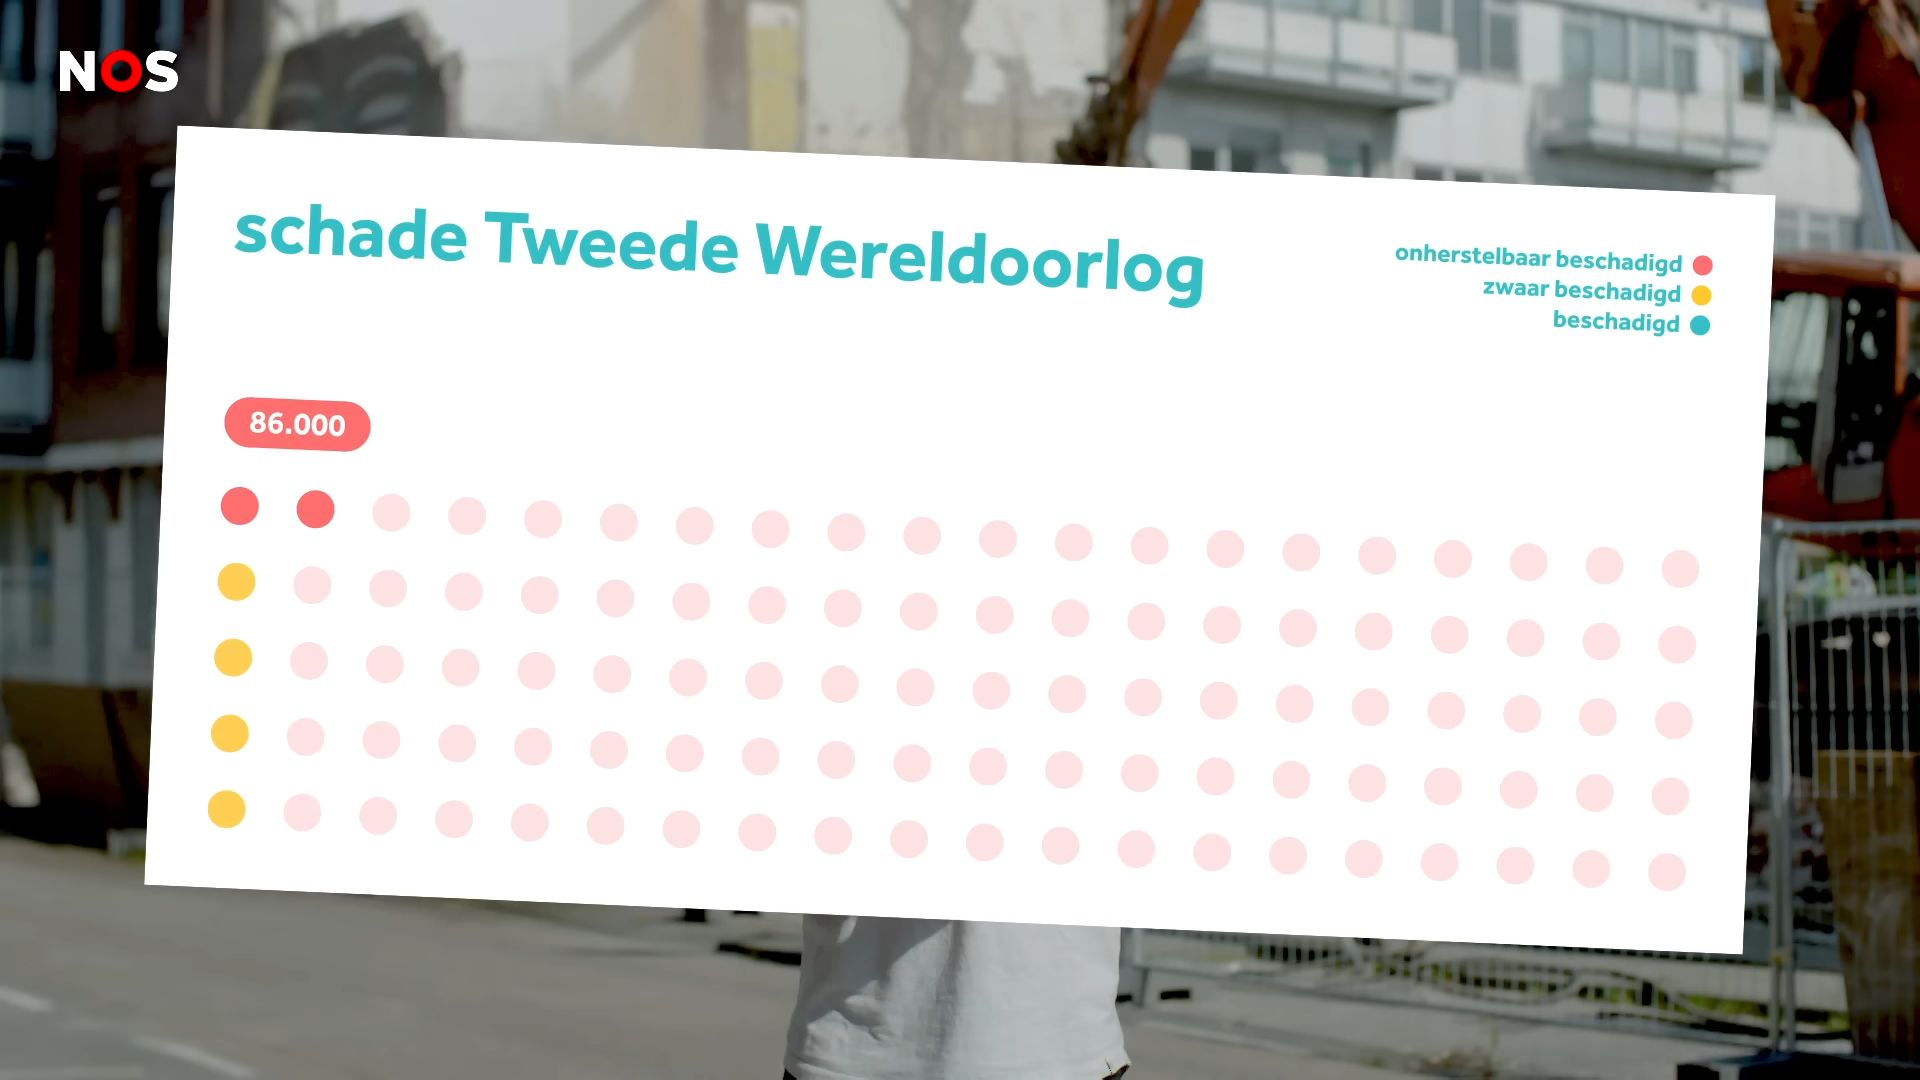 NOS
schade Tweede Wereldoorlog
onherstelbaar beschadigd
zwaar beschadigd
beschadigd
86.000